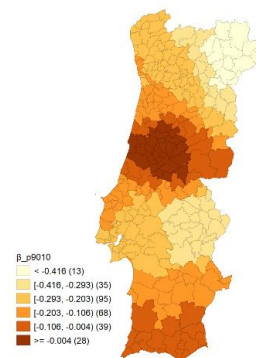 β_p9010
< -0.416 (13)
[-0.416, -0.293) (35)
[-0.293, -0.203) (95)
[-0.203, -0.106) (68)
[-0.106, -0.004) (39)
>= -0.004 (28)